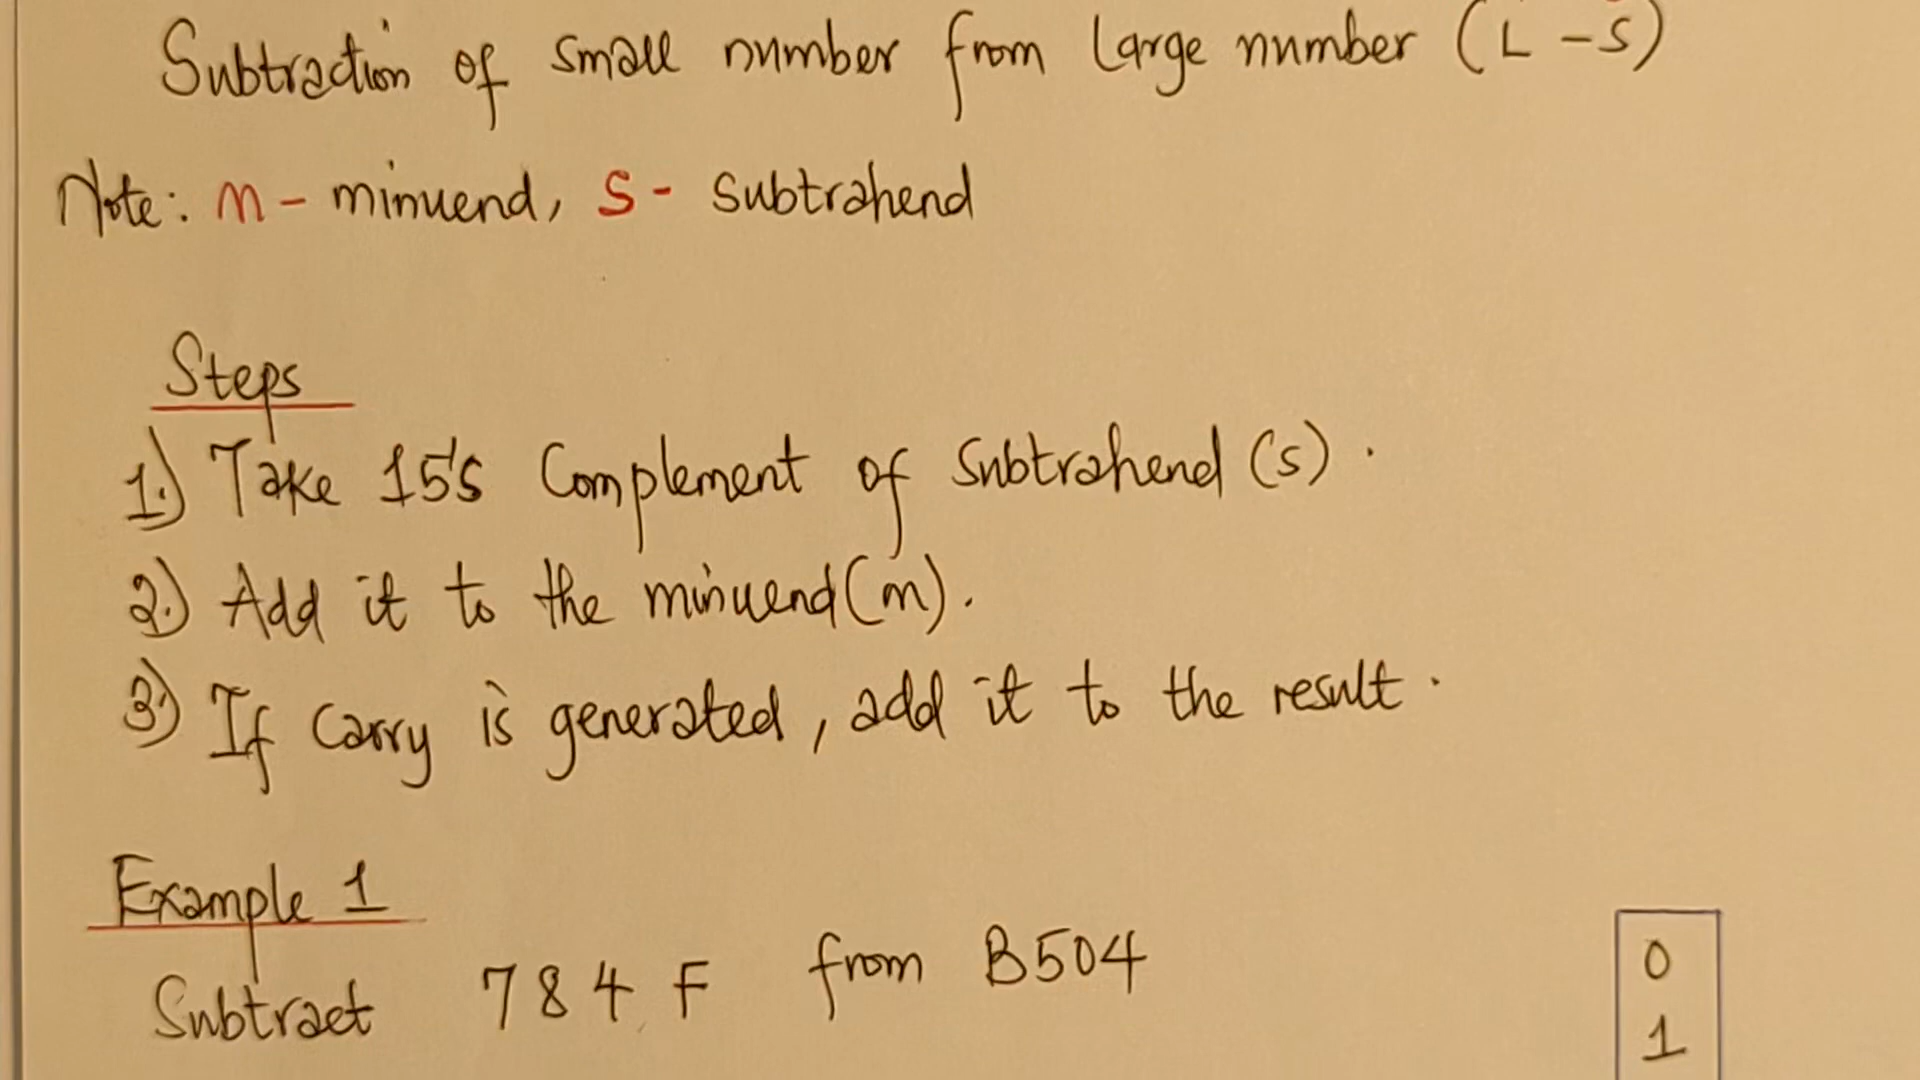 Subtraction of small number from large number (L - S)
Note: m - minuend, S - subtrahend
Steps
1.) Take 15's Complement of subtrahend (s).
2.) Add it to the minuend (m).
3.) If carry is generated, add it to the result.
Example 1
Subtract 784F from B504
0
1